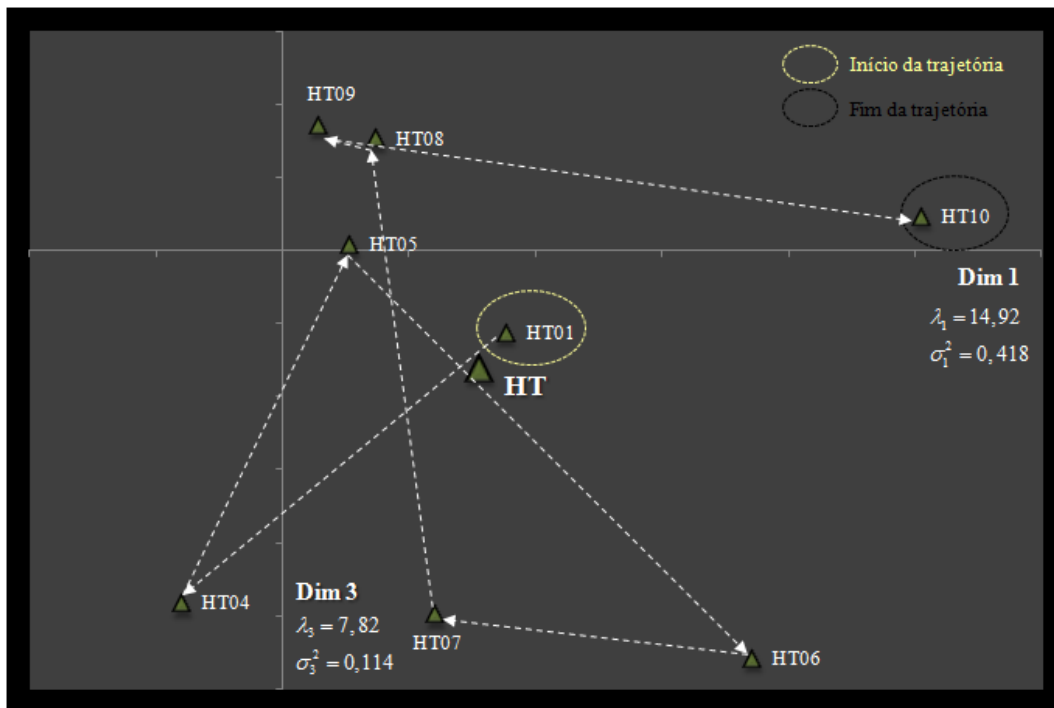 Início da trajetória
HT09
Fim da trajetória
HT08
HT10
HT05
Dim 1
λ₁ = 14,92
HT01
σ₁² = 0,418
HT
Dim 3
HT04
λ₃ = 7,82
HT07
HT06
σ₃² = 0,114